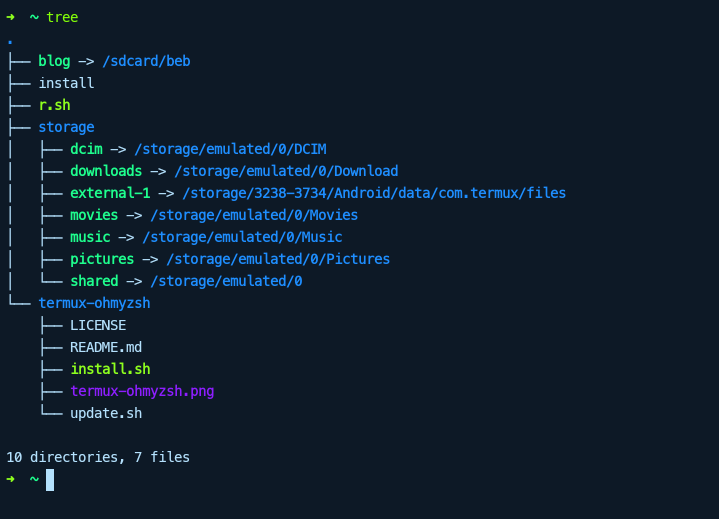 ➜  ~ tree
.
├── blog -> /sdcard/beb
├── install
├── r.sh
├── storage
│   ├── dcim -> /storage/emulated/0/DCIM
│   ├── downloads -> /storage/emulated/0/Download
│   ├── external-1 -> /storage/3238-3734/Android/data/com.termux/files
│   ├── movies -> /storage/emulated/0/Movies
│   ├── music -> /storage/emulated/0/Music
│   ├── pictures -> /storage/emulated/0/Pictures
│   └── shared -> /storage/emulated/0
└── termux-ohmyzsh
    ├── LICENSE
    ├── README.md
    ├── install.sh
    ├── termux-ohmyzsh.png
    └── update.sh

10 directories, 7 files
➜  ~